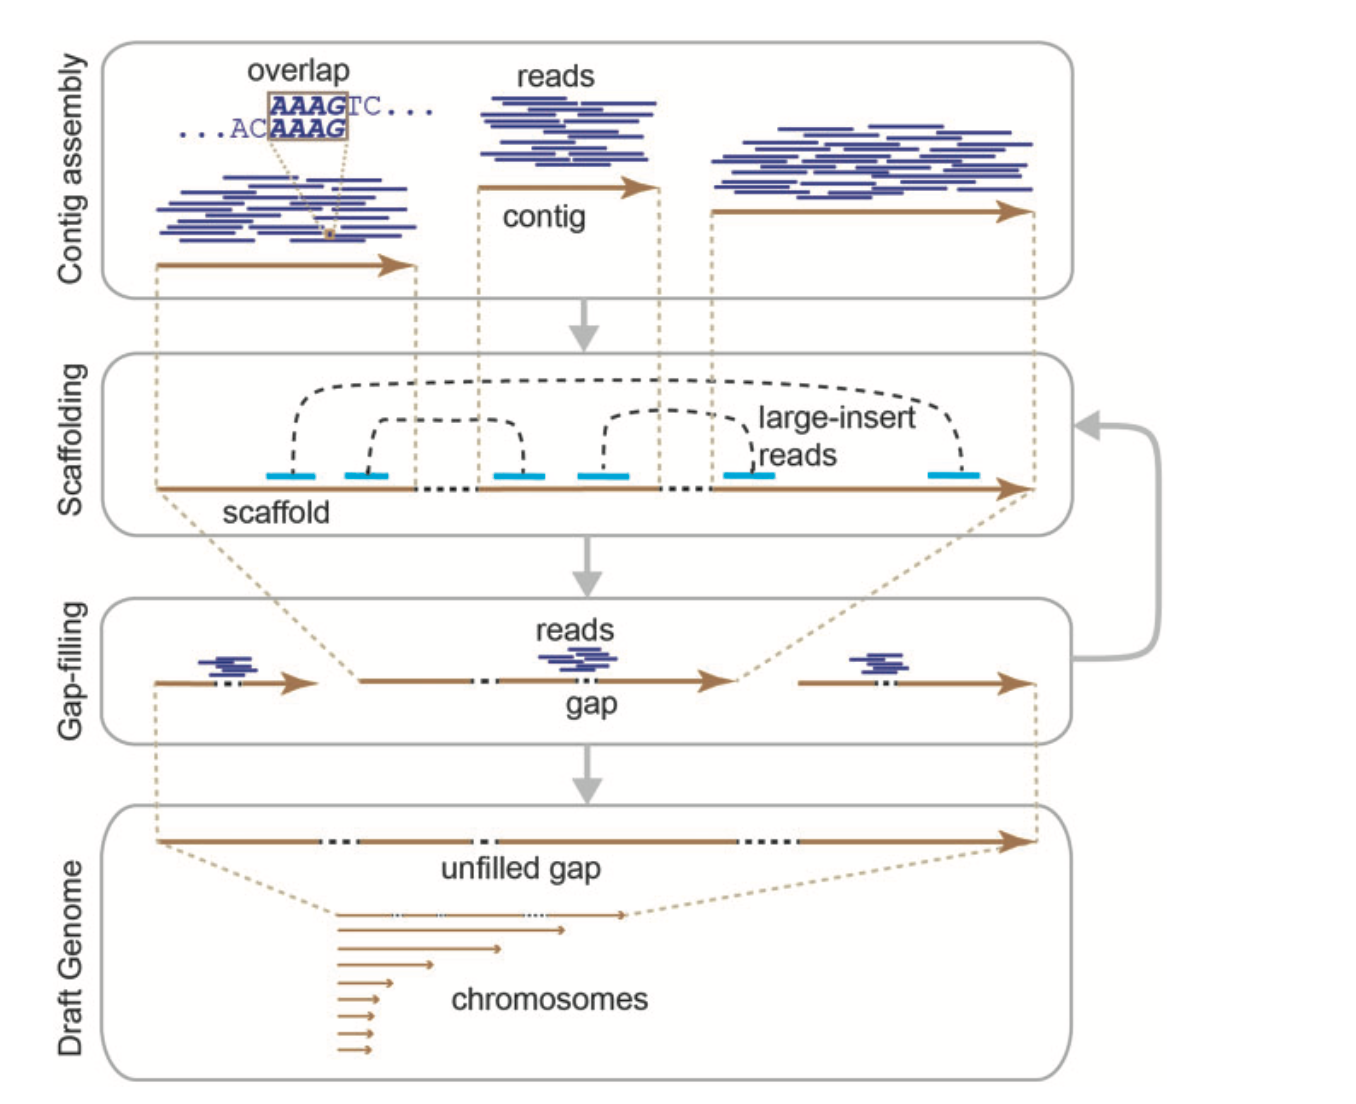 Contig assembly
overlap
AAAGTC...
...ACAAAG
reads
contig
Scaffolding
large-insert
reads
scaffold
Gap-filling
reads
gap
Draft Genome
unfilled gap
chromosomes